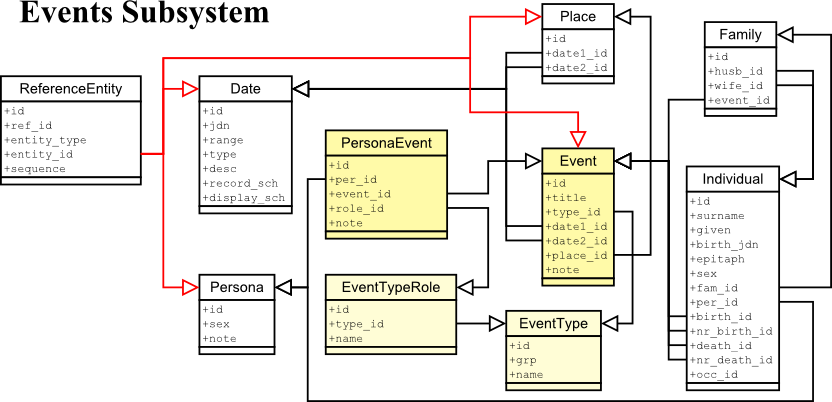 Events Subsystem
Place
+id
+date1_id
+date2_id
Family
+id
+husb_id
+wife_id
+event_id
ReferenceEntity
+id
+ref_id
+entity_type
+entity_id
+sequence
Date
+id
+jdn
+range
+type
+desc
+record_sch
+display_sch
PersonaEvent
+id
+per_id
+event_id
+role_id
+note
Event
+id
+title
+type_id
+date1_id
+date2_id
+place_id
+note
Individual
+id
+surname
+given
+birth_jdn
+epitaph
+sex
+fam_id
+per_id
+birth_id
+nr_birth_id
+death_id
+nr_death_id
+occ_id
Persona
+id
+sex
+note
EventTypeRole
+id
+type_id
+name
EventType
+id
+grp
+name